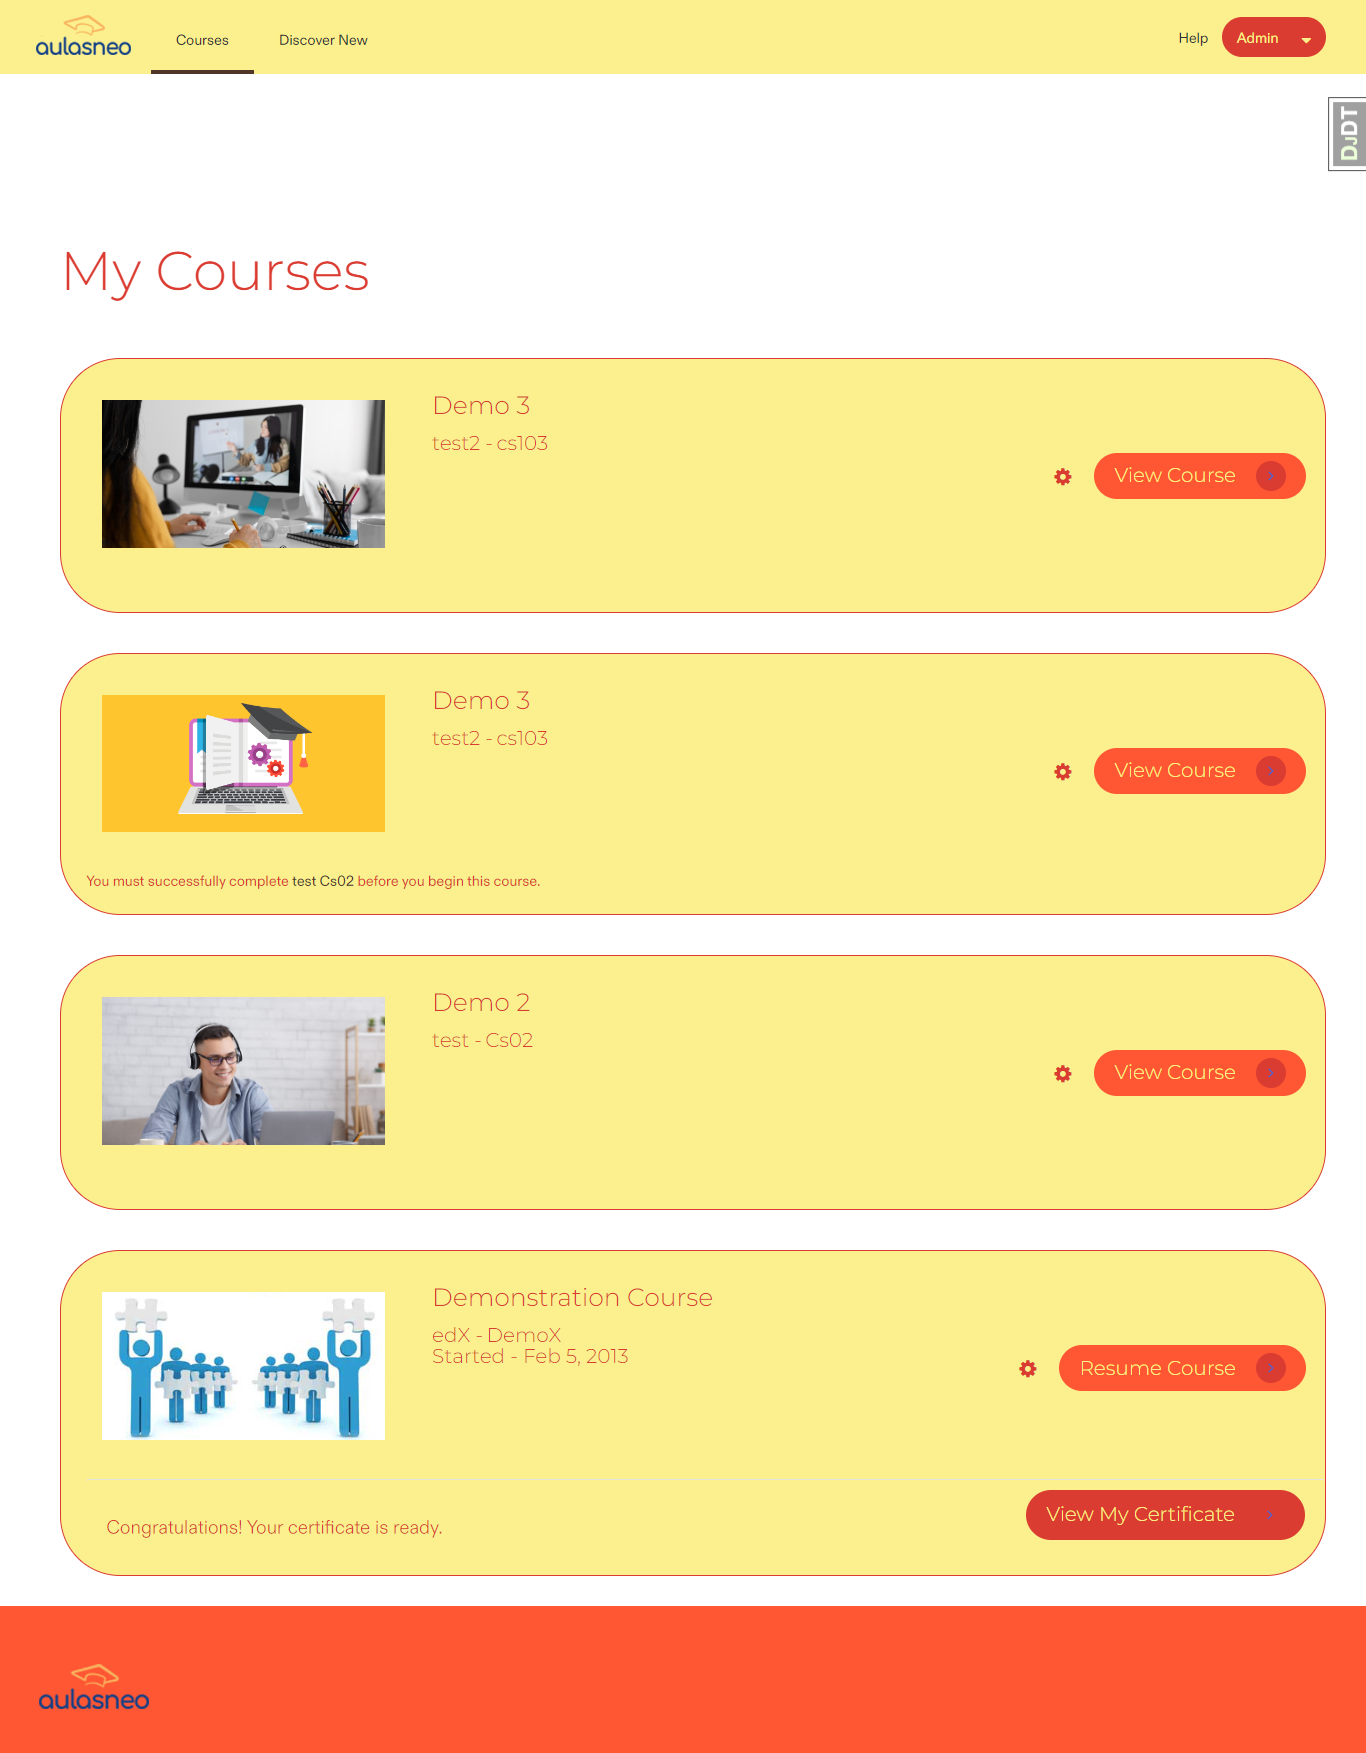 aulasneo
Courses
Discover New
Help
Admin
DJDT
My Courses
Demo 3
test2 - cs103
View Course
Demo 3
test2 - cs103
View Course
You must successfully complete test Cs02 before you begin this course.
Demo 2
test - Cs02
View Course
Demonstration Course
edX - DemoX
Started - Feb 5, 2013
Resume Course
Congratulations! Your certificate is ready.
View My Certificate
aulasneo